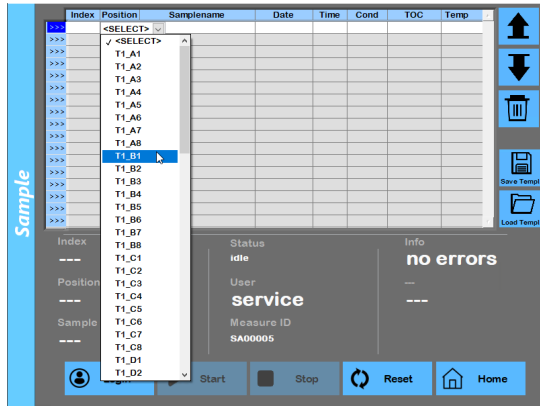 Index Position Samplename Date Time Cond TOC Temp
>>> <SELECT>
>>> ✓ <SELECT>
>>> T1_A1
>>> T1_A2
>>> T1_A3
>>> T1_A4
>>> T1_A5
>>> T1_A6
>>> T1_A7
>>> T1_A8
>>> T1_B1
>>> T1_B2
>>> T1_B3
>>> T1_B4
>>> T1_B5
>>> T1_B6
T1_B7
T1_B8
T1_C1
T1_C2
T1_C3
T1_C4
T1_C5
T1_C6
T1_C7
T1_C8
T1_D1
T1_D2
Save Templ
Load Templ
Sample
Index
---
Position
---
Sample
---
Status
idle
User
service
Measure ID
SA00005
Info
no errors
---
---
Start
Stop
Reset
Home